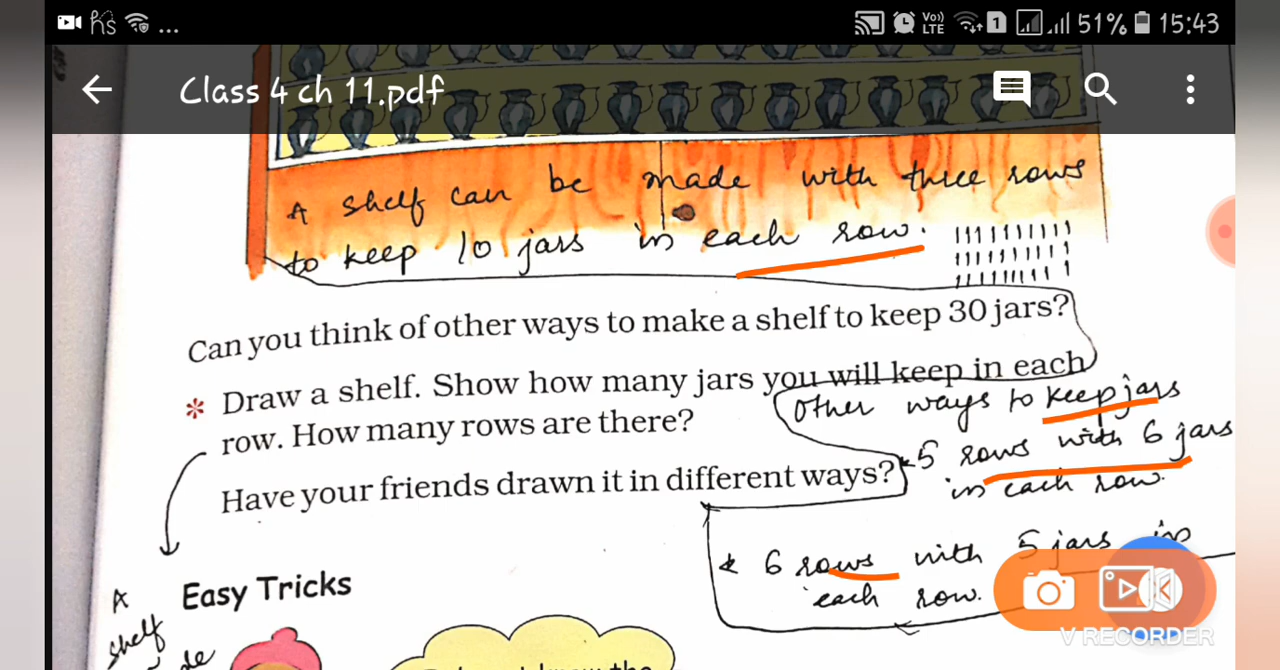 ...
51% 15:43
Class 4 ch 11.pdf
A shelf can be made with three rows
to keep 10 jars in each row.
Can you think of other ways to make a shelf to keep 30 jars?
* Draw a shelf. Show how many jars you will keep in each
row. How many rows are there?
Other ways to keep jars
* 5 rows with 6 jars
in each row.
Have your friends drawn it in different ways?
* 6 rows with 5 jars in
each row.
Easy Tricks
A
shelf
V RECORDER